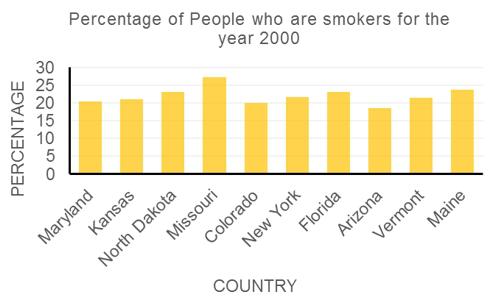 Percentage of People who are smokers for the
year 2000
PERCENTAGE
30
25
20
15
10
5
0
Maryland
Kansas
North Dakota
Missouri
Colorado
New York
Florida
Arizona
Vermont
Maine
COUNTRY